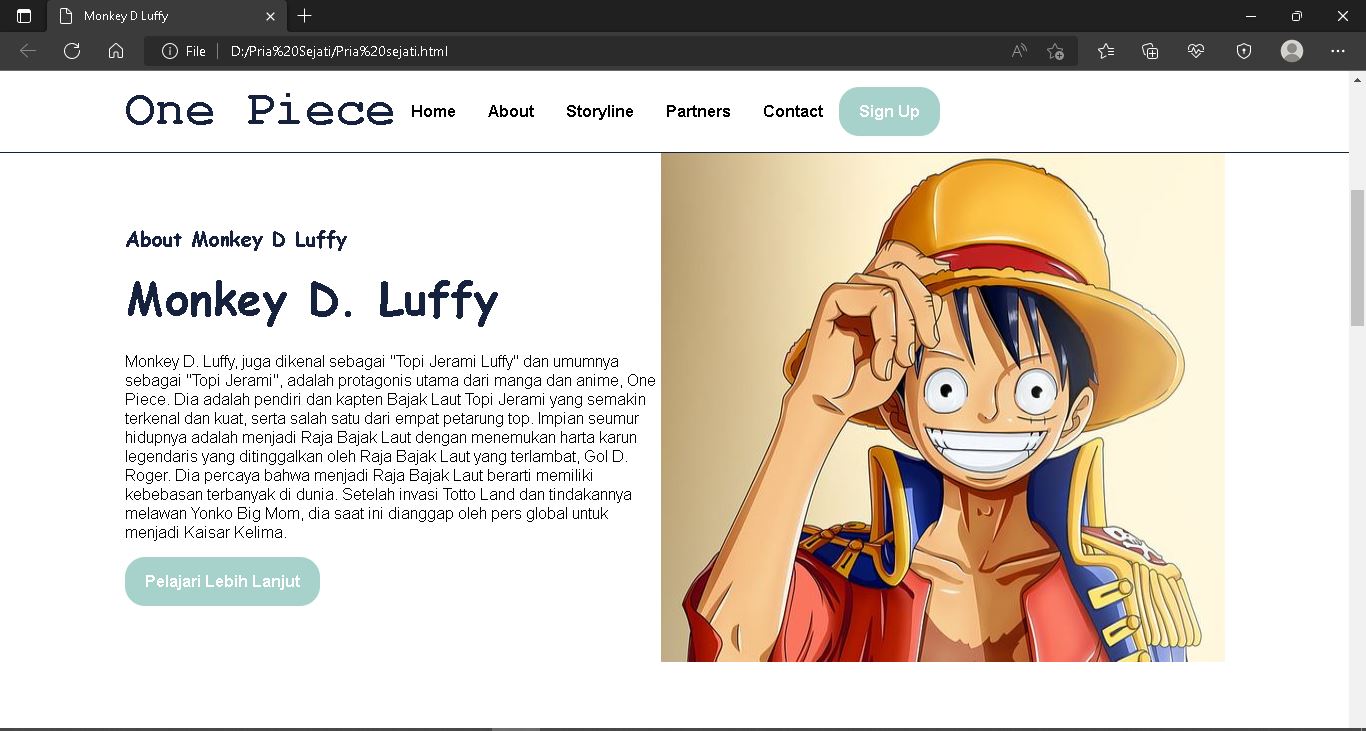 Monkey D Luffy
File
D:/Pria%20Sejati/Pria%20sejati.html
One Piece Home About Storyline Partners Contact Sign Up
About Monkey D Luffy
Monkey D. Luffy
Monkey D. Luffy, juga dikenal sebagai "Topi Jerami Luffy" dan umumnya
sebagai "Topi Jerami", adalah protagonis utama dari manga dan anime, One
Piece. Dia adalah pendiri dan kapten Bajak Laut Topi Jerami yang semakin
terkenal dan kuat, serta salah satu dari empat petarung top. Impian seumur
hidupnya adalah menjadi Raja Bajak Laut dengan menemukan harta karun
legendaris yang ditinggalkan oleh Raja Bajak Laut yang terlambat, Gol D.
Roger. Dia percaya bahwa menjadi Raja Bajak Laut berarti memiliki
kebebasan terbanyak di dunia. Setelah invasi Totto Land dan tindakannya
melawan Yonko Big Mom, dia saat ini dianggap oleh pers global untuk
menjadi Kaisar Kelima.
Pelajari Lebih Lanjut